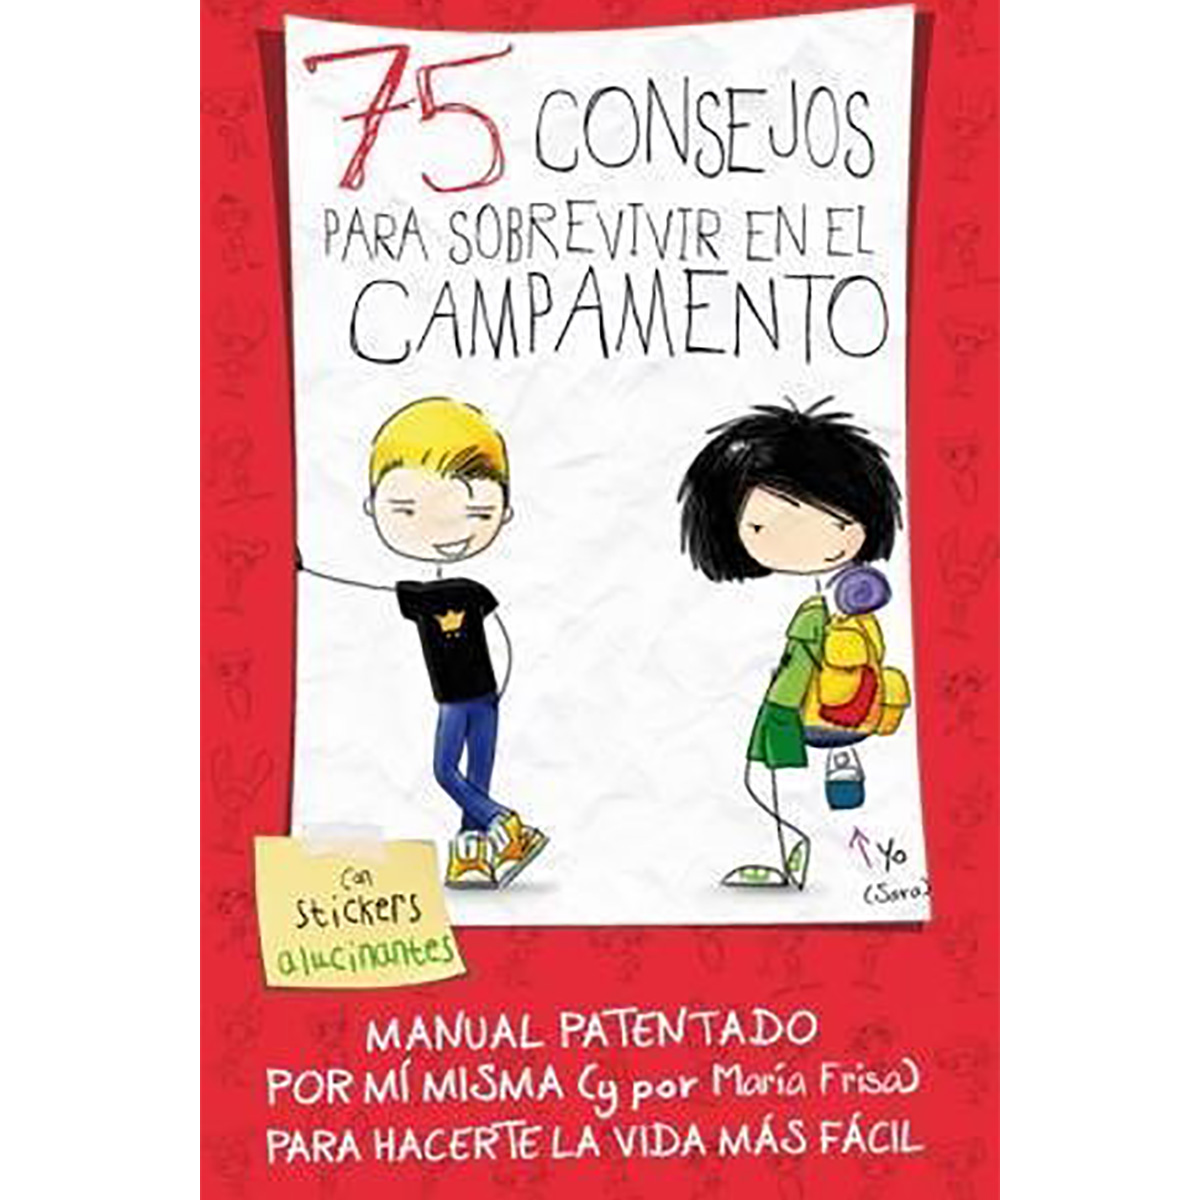 75 CONSEJOS
PARA SOBREVIVIR EN EL
CAMPAMENTO
Yo
(Sara)
Con
stickers
alucinantes
MANUAL PATENTADO
POR MÍ MISMA (y por María Frisa)
PARA HACERTE LA VIDA MÁS FÁCIL